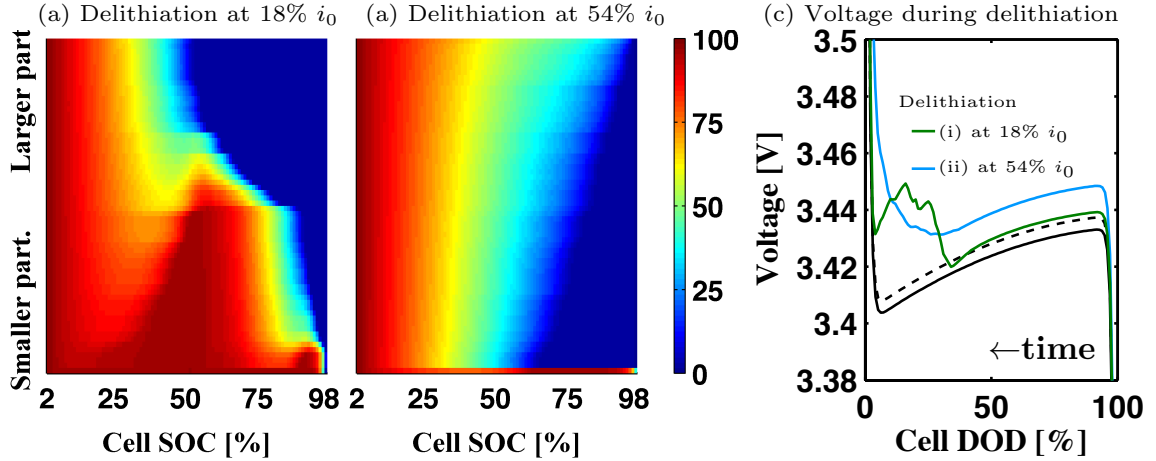 (a) Delithiation at 18% i0
(a) Delithiation at 54% i0
(c) Voltage during delithiation
Larger part
Smaller part.
2 25 50 75 98
Cell SOC [%]
2 25 50 75 98
Cell SOC [%]
100
75
50
25
0
Voltage [V]
3.5
3.48
3.46
3.44
3.42
3.4
3.38
Delithiation
(i) at 18% i0
(ii) at 54% i0
←time
0 50 100
Cell DOD [%]